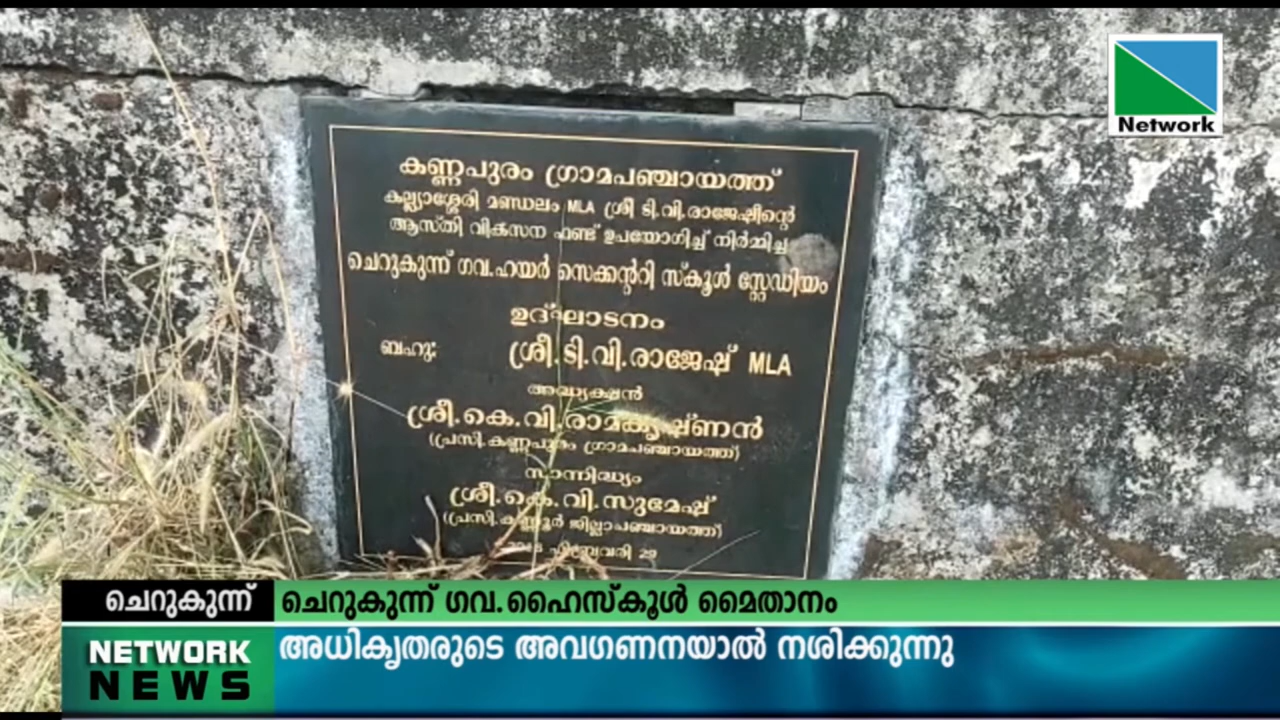 Network
കണ്ണപുരം ഗ്രാമപഞ്ചായത്ത്
കല്ല്യാശ്ശേരി മണ്ഡലം MLA ശ്രീ ടി.വി.രാജേഷിന്റെ
ആസ്തി വികസന ഫണ്ട് ഉപയോഗിച്ച് നിർമ്മിച്ച
ചെറുകുന്ന് ഗവ.ഹയർ സെക്കന്ററി സ്കൂൾ സ്റ്റേഡിയം
ഉദ്ഘാടനം
ബഹു: ശ്രീ.ടി.വി.രാജേഷ് MLA
അദ്ധ്യക്ഷൻ
ശ്രീ.കെ.വി.രാമകൃഷ്ണൻ
(പ്രസി.കണ്ണപുരം ഗ്രാമപഞ്ചായത്ത്)
സാന്നിദ്ധ്യം
ശ്രീ.കെ.വി.സുമേഷ്
(പ്രസി.കണ്ണൂർ ജില്ലാപഞ്ചായത്ത്)
ഫിബ്രവരി 29
ചെറുകുന്ന് ചെറുകുന്ന് ഗവ.ഹൈസ്കൂൾ മൈതാനം
NETWORK NEWS അധികൃതരുടെ അവഗണനയാൽ നശിക്കുന്നു